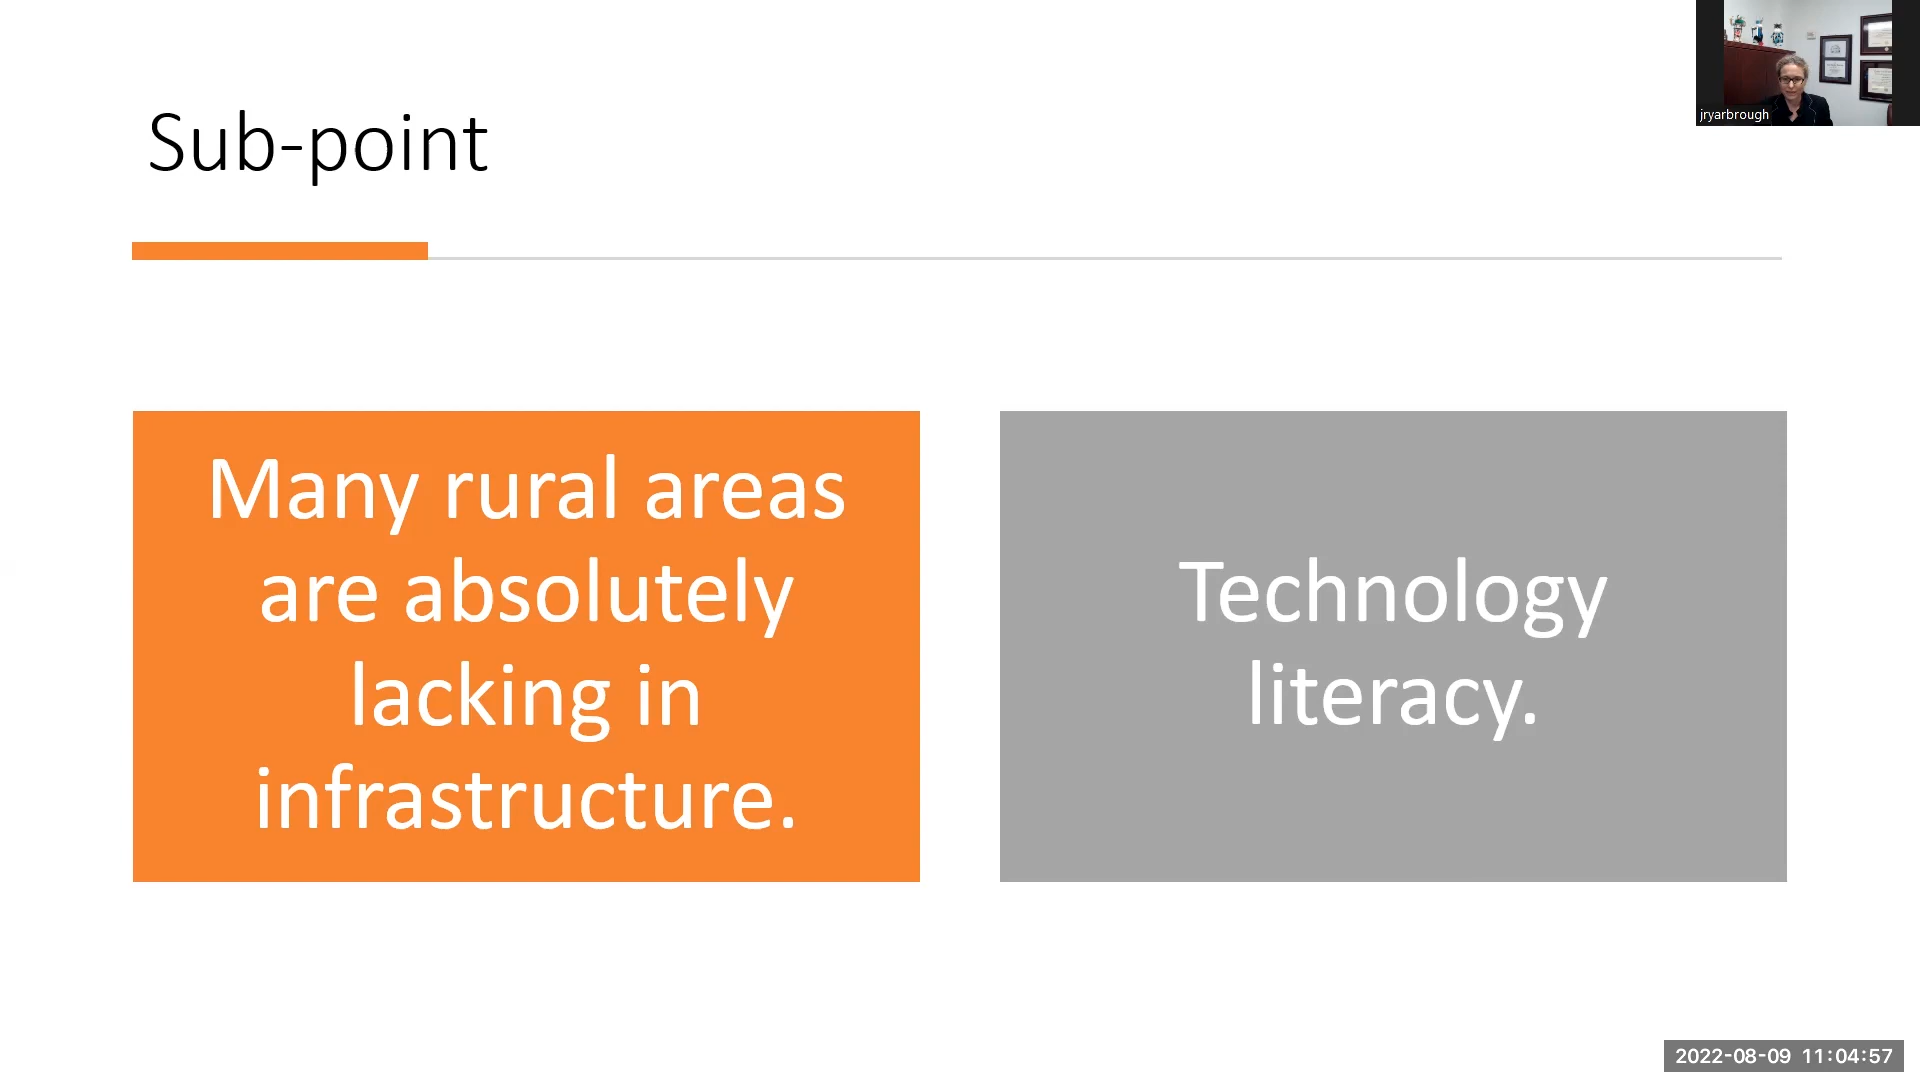 Sub-point
jryarbrough
Many rural areas
are absolutely
lacking in
infrastructure.
Technology
literacy.
2022-08-09 11:04:57